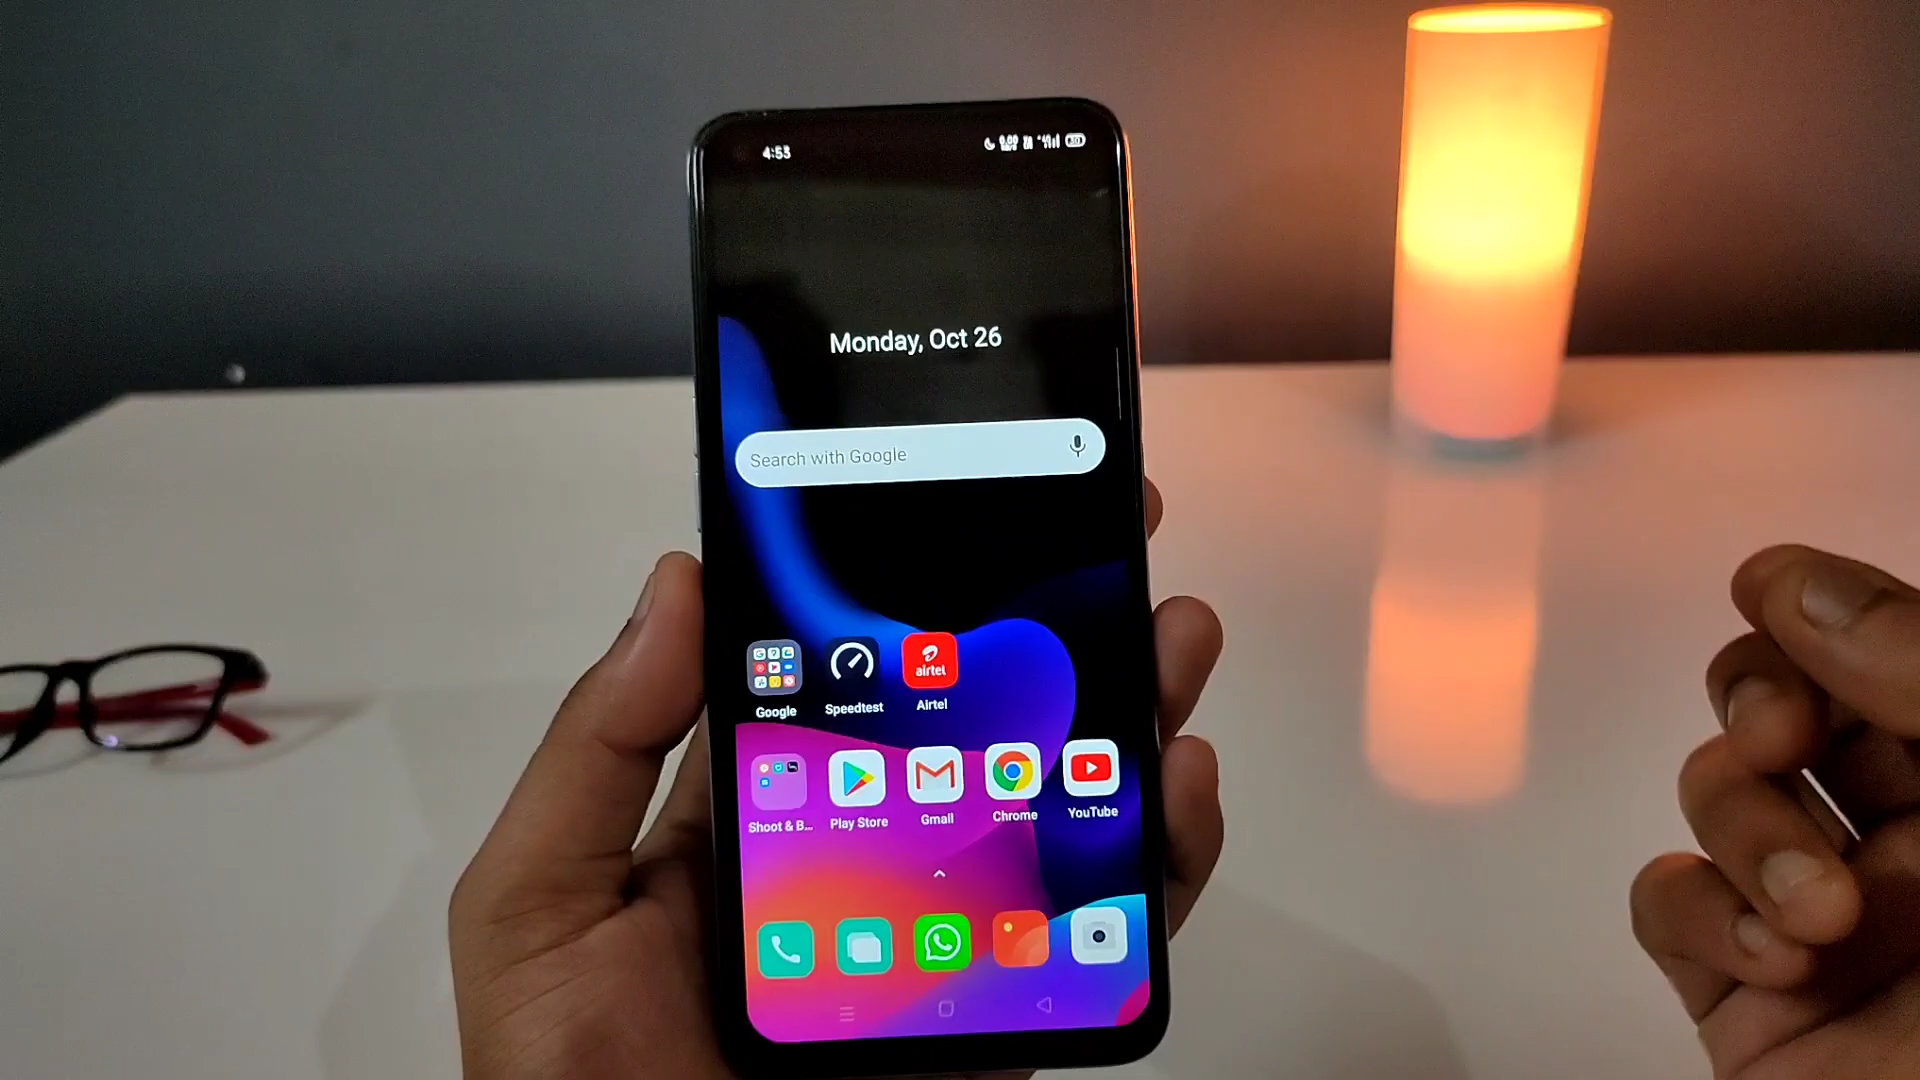 4:53
Monday, Oct 26
Search with Google
airtel
Google
Speedtest
Airtel
Shoot & B...
Play Store
Gmail
Chrome
YouTube